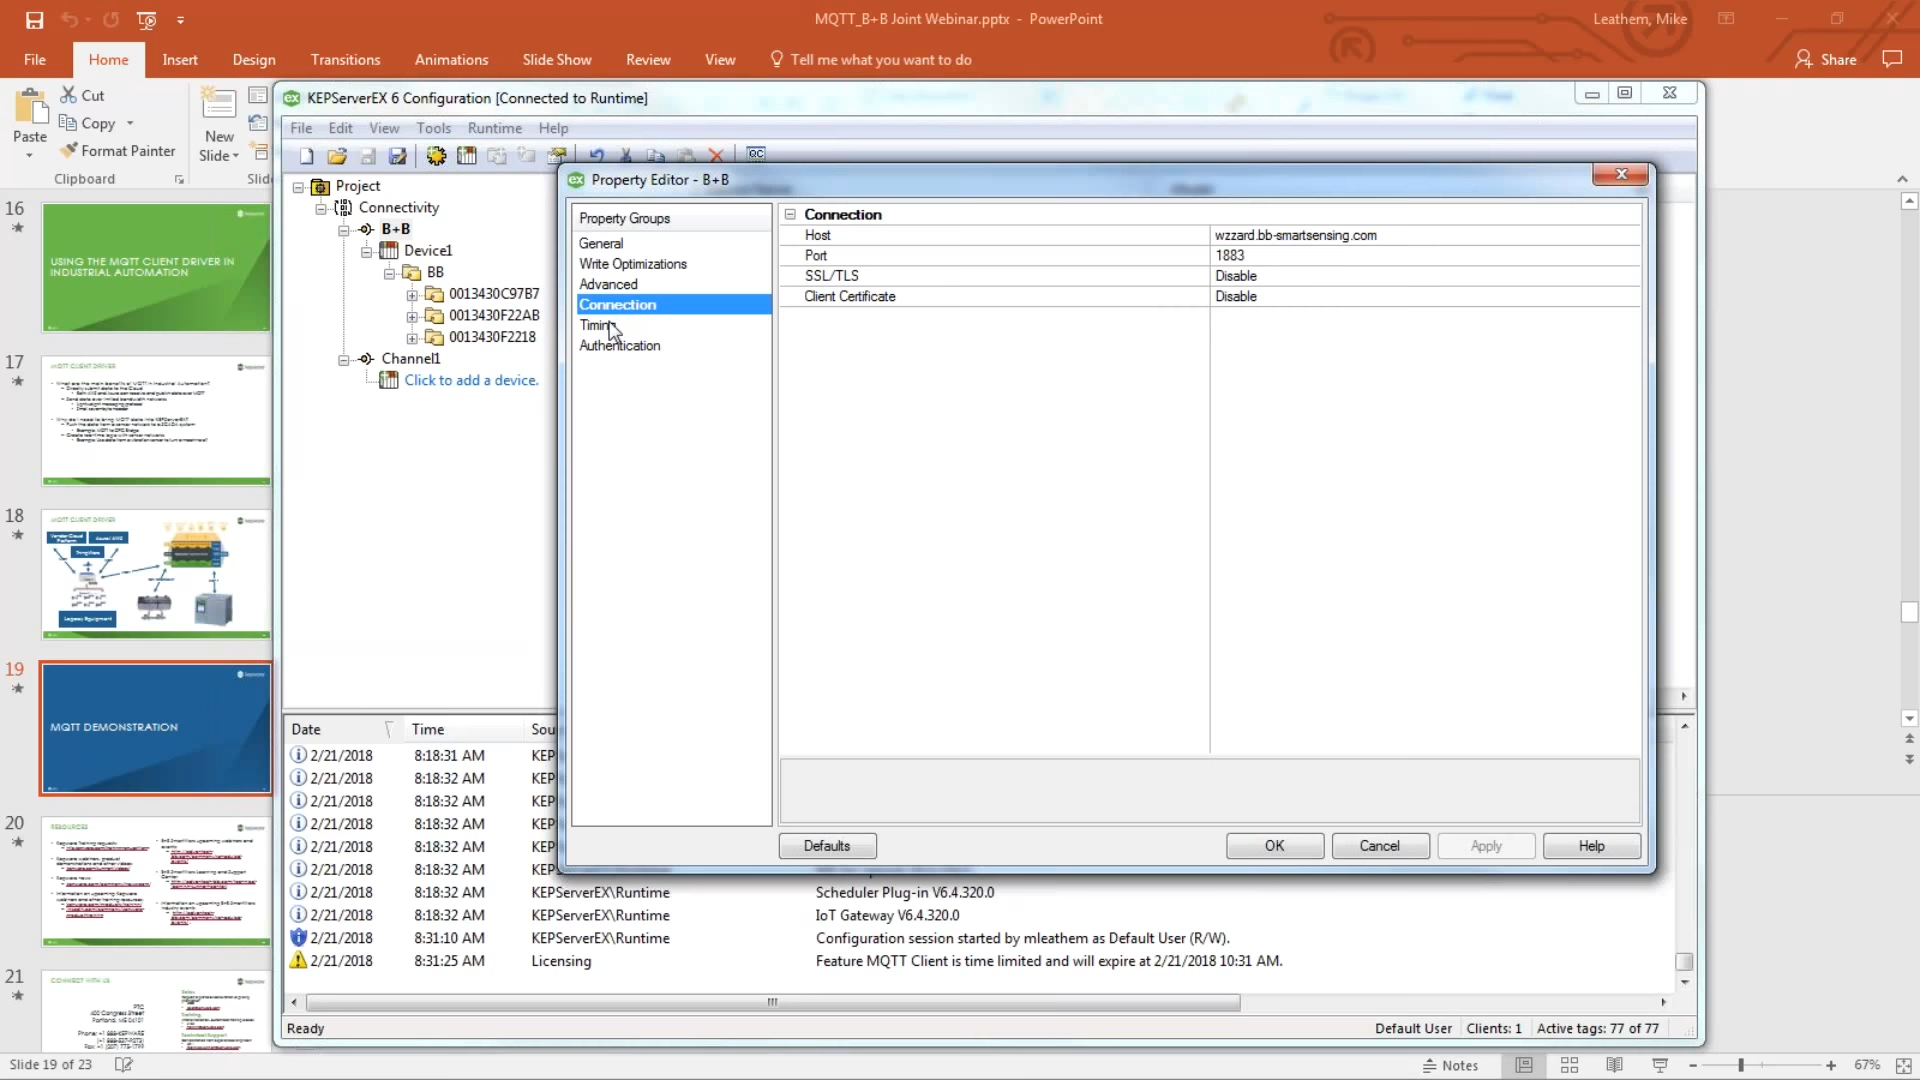 MQTT_B+B Joint Webinar.pptx - PowerPoint
Leathem, Mike
File Home Insert Design Transitions Animations Slide Show Review View Tell me what you want to do
Share
Paste
Cut
Copy
Format Painter
Clipboard
New
Slide
16
USING THE MQTT CLIENT DRIVER IN
INDUSTRIAL AUTOMATION
17
MQTT CLIENT DRIVER
18
MQTT CLIENT DRIVER
Legacy Equipment
19
MQTT DEMONSTRATION
20
RESOURCES
21
CONNECT WITH US
KEPServerEX 6 Configuration [Connected to Runtime]
File Edit View Tools Runtime Help
Project
Connectivity
B+B
Device1
BB
0013430C97B7
0013430F22AB
0013430F2218
Channel1
Click to add a device.
Property Editor - B+B
Property Groups
General
Write Optimizations
Advanced
Connection
Authentication
Connection
Host wzzard.bb-smartsensing.com
Port 1883
SSL/TLS Disable
Client Certificate Disable
Defaults
OK
Cancel
Apply
Help
Date Time
2/21/2018 8:18:31 AM
2/21/2018 8:18:32 AM
2/21/2018 8:18:32 AM
2/21/2018 8:18:32 AM
2/21/2018 8:18:32 AM
2/21/2018 8:18:32 AM
2/21/2018 8:18:32 AM KEPServerEX\Runtime Scheduler Plug-in V6.4.320.0
2/21/2018 8:18:32 AM KEPServerEX\Runtime IoT Gateway V6.4.320.0
2/21/2018 8:31:10 AM KEPServerEX\Runtime Configuration session started by mleathem as Default User (R/W).
2/21/2018 8:31:25 AM Licensing Feature MQTT Client is time limited and will expire at 2/21/2018 10:31 AM.
Ready
Default User Clients: 1 Active tags: 77 of 77
Slide 19 of 23
Notes
67%